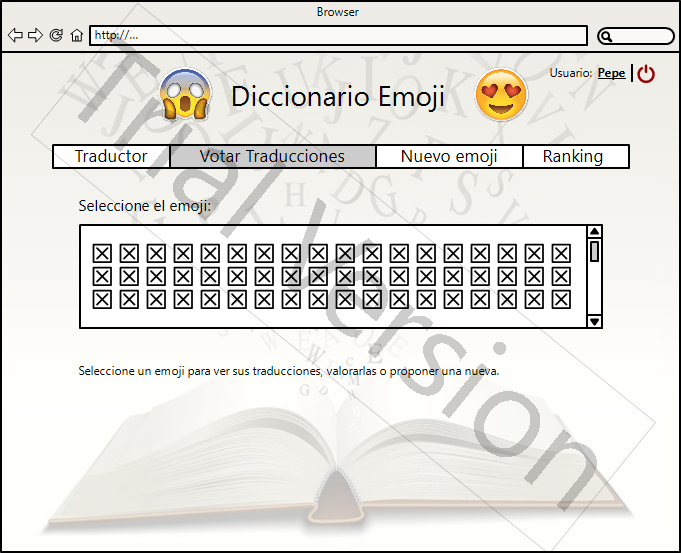 Browser
http://...
Diccionario Emoji
Usuario: Pepe
Traductor
Votar Traducciones
Nuevo emoji
Ranking
Seleccione el emoji:
Seleccione un emoji para ver sus traducciones, valorarlas o proponer una nueva.
Trial Version